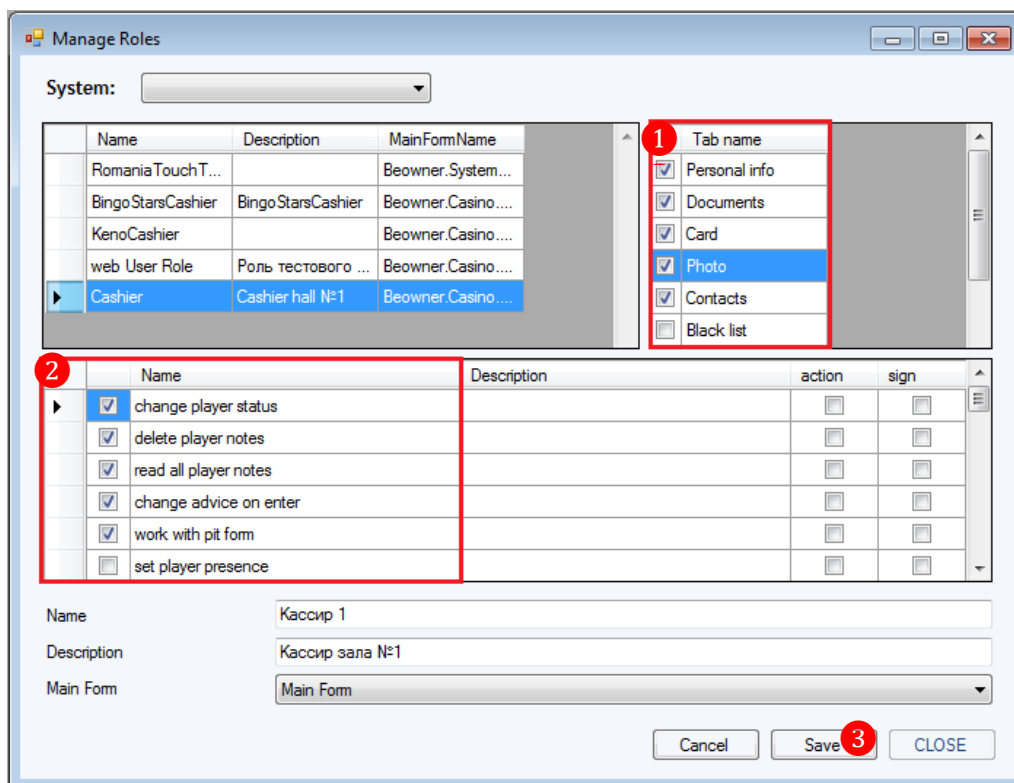 Manage Roles
System:
Name Description MainFormName
RomaniaTouchT... Beowner.System...
BingoStarsCashier BingoStarsCashier Beowner.Casino....
KenoCashier Beowner.Casino....
web User Role Роль тестового ... Beowner.Casino....
Cashier Cashier hall №1 Beowner.Casino....
1 Tab name
Personal info
Documents
Card
Photo
Contacts
Black list
2 Name Description action sign
change player status
delete player notes
read all player notes
change advice on enter
work with pit form
set player presence
Name Кассир 1
Description Кассир зала №1
Main Form Main Form
Cancel Save 3 CLOSE